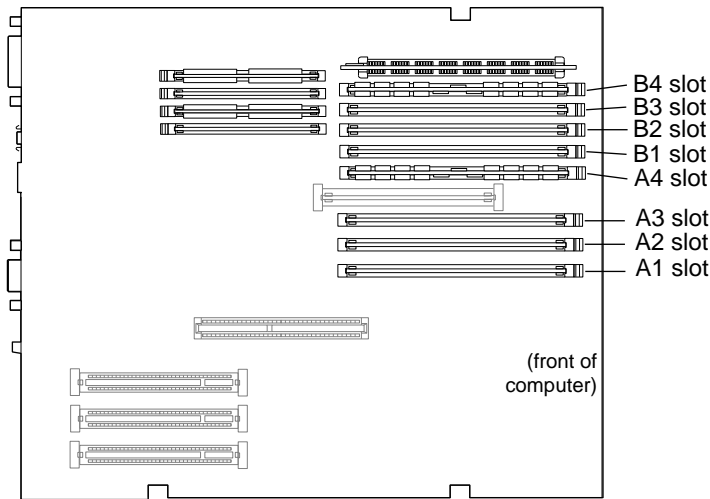 B4 slot
B3 slot
B2 slot
B1 slot
A4 slot
A3 slot
A2 slot
A1 slot
(front of
computer)